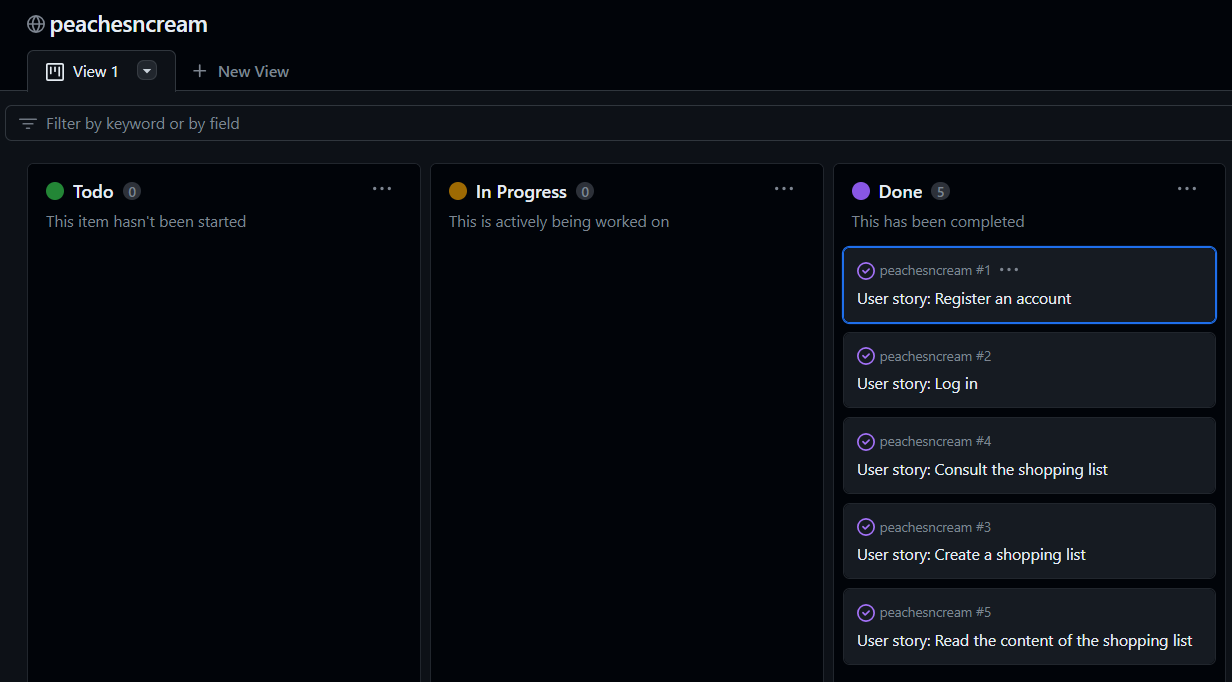 peachesncream
View 1
New View
Filter by keyword or by field
Todo 0
This item hasn't been started
In Progress 0
This is actively being worked on
Done 5
This has been completed
peachesncream #1
User story: Register an account
peachesncream #2
User story: Log in
peachesncream #4
User story: Consult the shopping list
peachesncream #3
User story: Create a shopping list
peachesncream #5
User story: Read the content of the shopping list